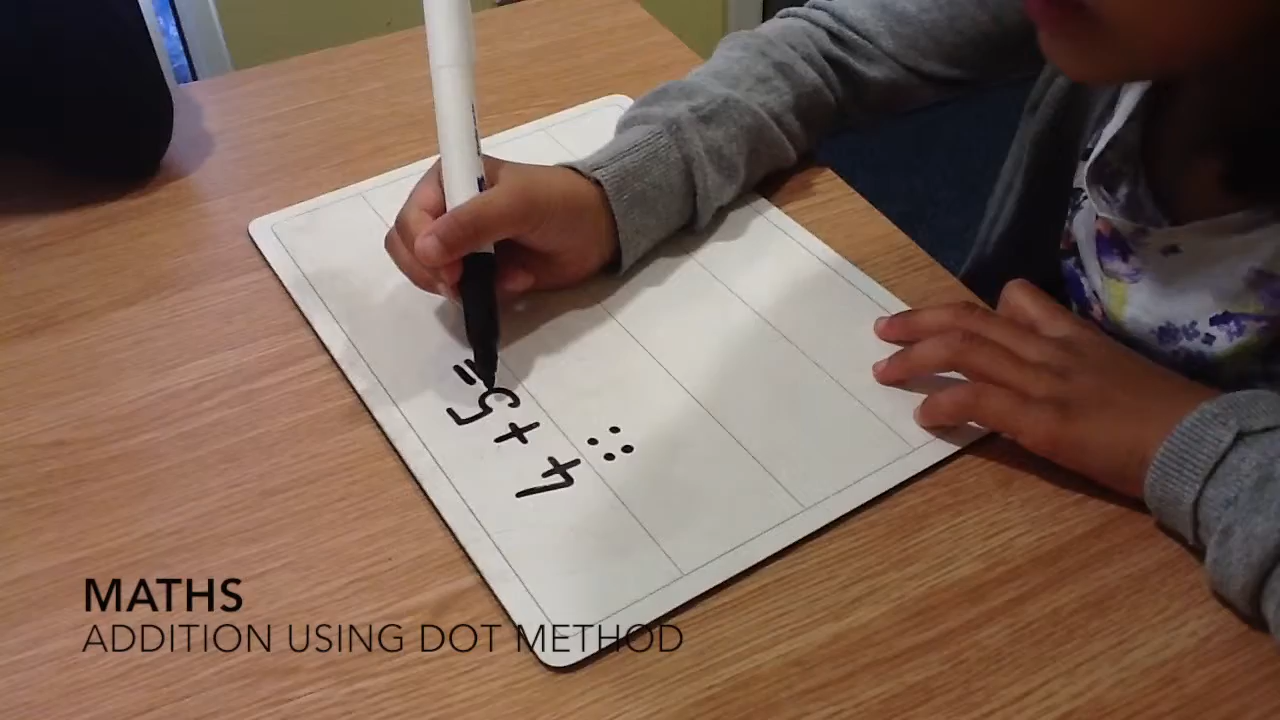 4 + 5 =
MATHS
ADDITION USING DOT METHOD